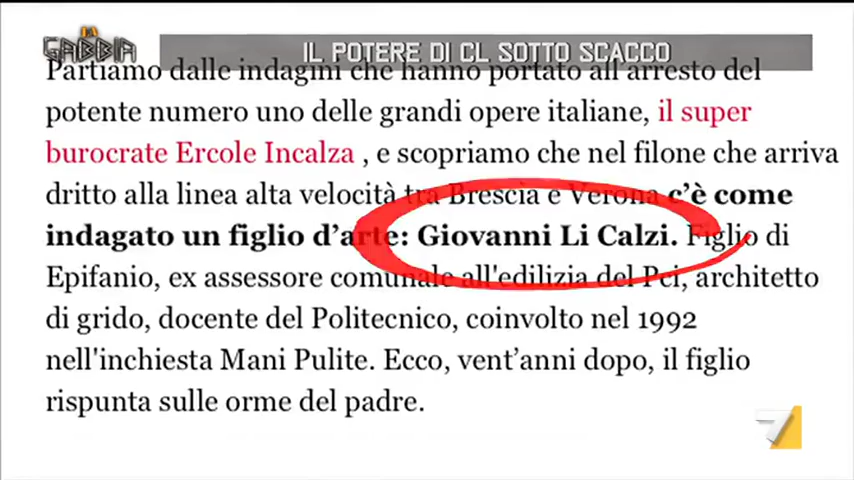 LA GABBIA
IL POTERE DI CL SOTTO SCACCO
Partiamo dalle indagini che hanno portato all'arresto del
potente numero uno delle grandi opere italiane, il super
burocrate Ercole Incalza , e scopriamo che nel filone che arriva
dritto alla linea alta velocità tra Brescia e Verona c’è come
indagato un figlio d’arte: Giovanni Li Calzi. Figlio di
Epifanio, ex assessore comunale all'edilizia del Pci, architetto
di grido, docente del Politecnico, coinvolto nel 1992
nell'inchiesta Mani Pulite. Ecco, vent’anni dopo, il figlio
rispunta sulle orme del padre.
7